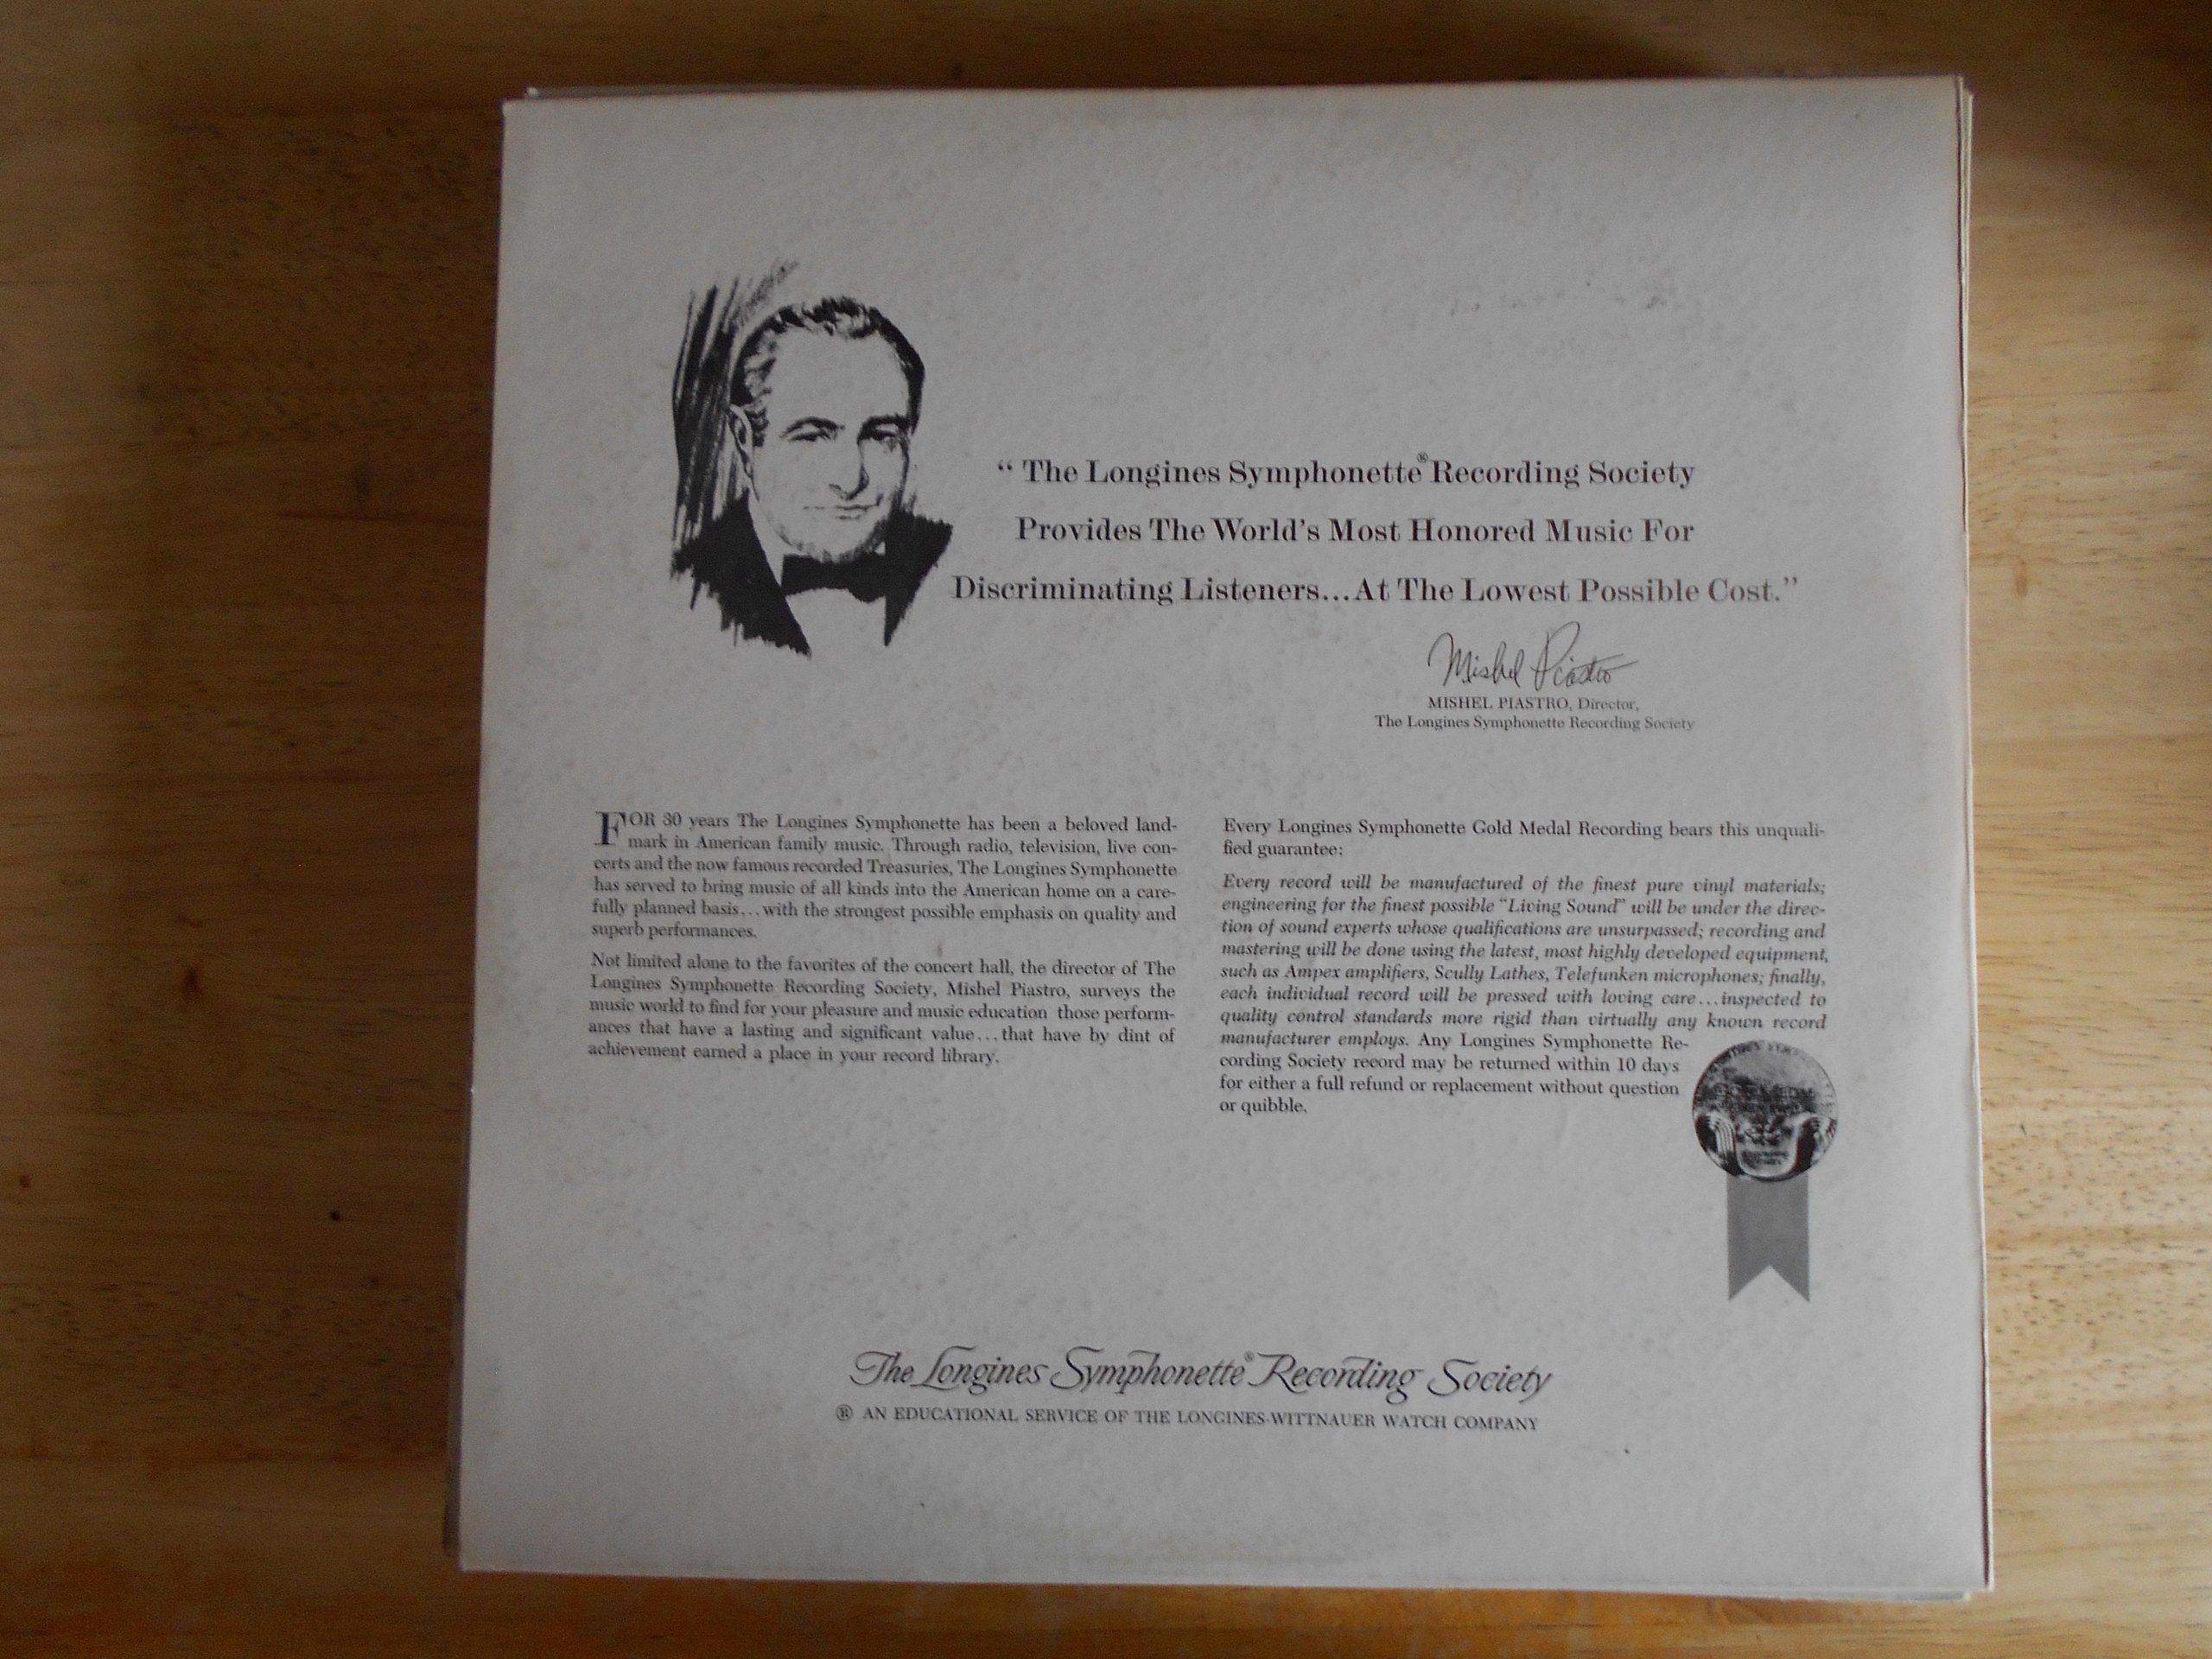 “ The Longines Symphonette® Recording Society
Provides The World’s Most Honored Music For
Discriminating Listeners...At The Lowest Possible Cost.”
Mishel Piastro
MISHEL PIASTRO, Director,
The Longines Symphonette Recording Society
FOR 30 years The Longines Symphonette has been a beloved land-
mark in American family music. Through radio, television, live con-
certs and the now famous recorded Treasuries, The Longines Symphonette
has served to bring music of all kinds into the American home on a care-
fully planned basis...with the strongest possible emphasis on quality and
superb performances.
Not limited alone to the favorites of the concert hall, the director of The
Longines Symphonette Recording Society, Mishel Piastro, surveys the
music world to find for your pleasure and music education those perform-
ances that have a lasting and significant value...that have by dint of
achievement earned a place in your record library.
Every Longines Symphonette Gold Medal Recording bears this unquali-
fied guarantee:
Every record will be manufactured of the finest pure vinyl materials;
engineering for the finest possible “Living Sound” will be under the direc-
tion of sound experts whose qualifications are unsurpassed; recording and
mastering will be done using the latest, most highly developed equipment,
such as Ampex amplifiers, Scully Lathes, Telefunken microphones; finally,
each individual record will be pressed with loving care...inspected to
quality control standards more rigid than virtually any known record
manufacturer employs. Any Longines Symphonette Re-
cording Society record may be returned within 10 days
for either a full refund or replacement without question
or quibble.
The Longines Symphonette® Recording Society
® AN EDUCATIONAL SERVICE OF THE LONGINES-WITTNAUER WATCH COMPANY